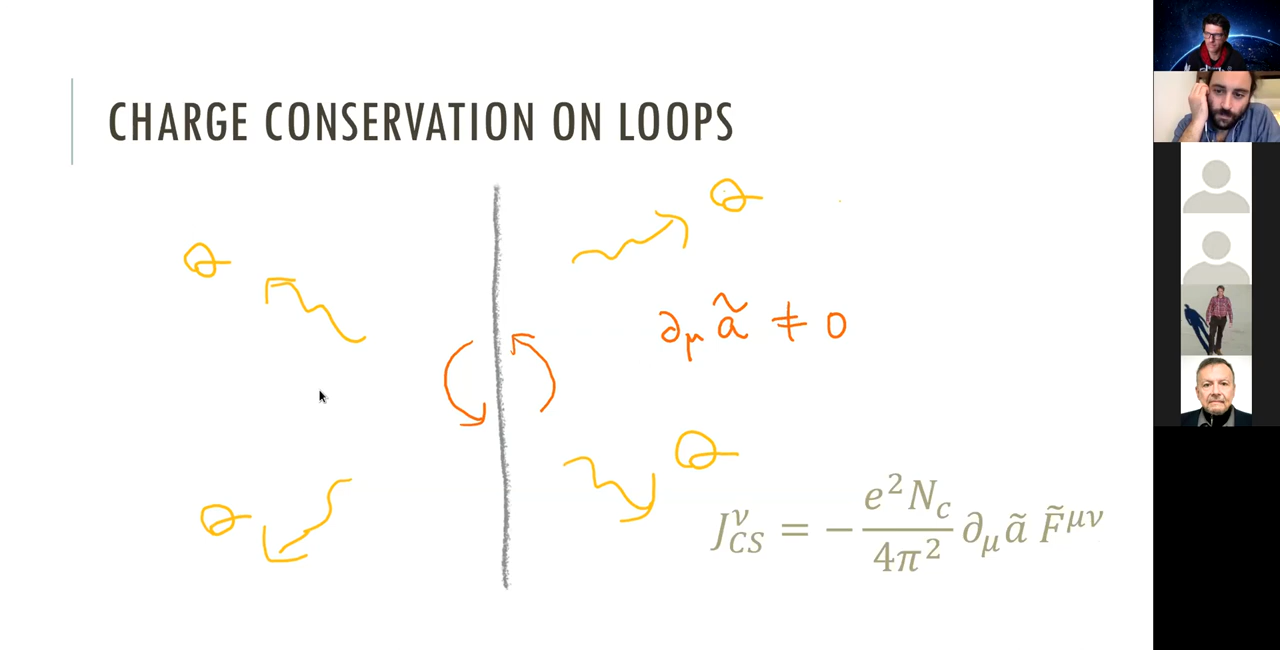 CHARGE CONSERVATION ON LOOPS
Q
Q
∂μ ã ≠ 0
Q
Q
J^ν_CS = − e²N_c / 4π² ∂_μ ã F̃^μν